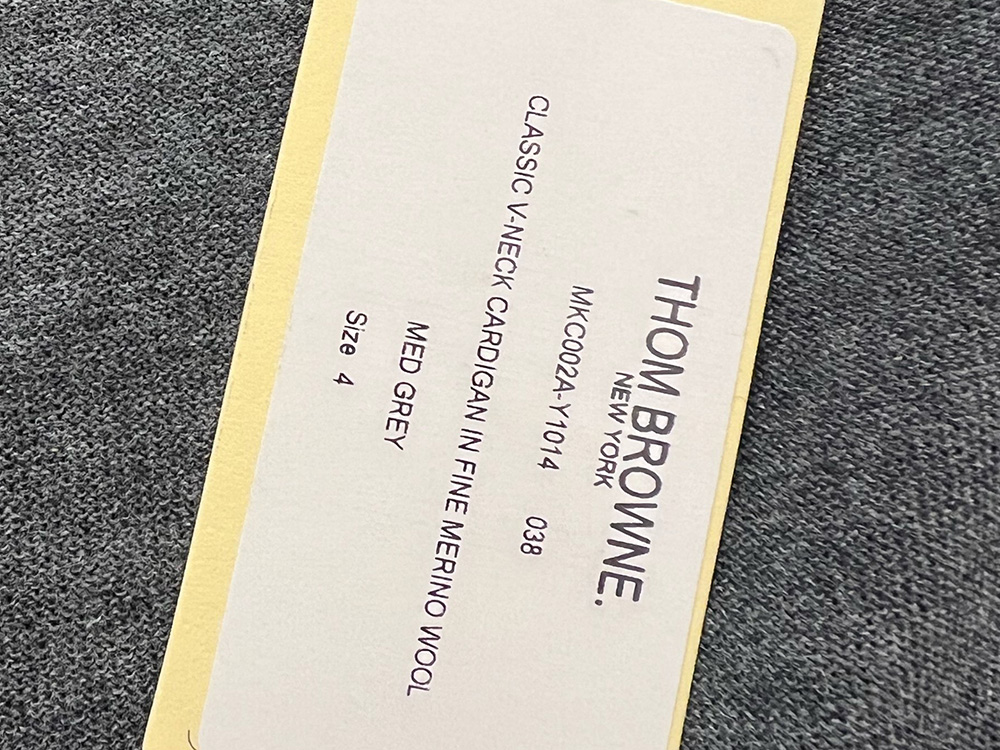 THOM BROWNE.
NEW YORK
MKC002A-Y1014 038
CLASSIC V-NECK CARDIGAN IN FINE MERINO WOOL
MED GREY
Size 4